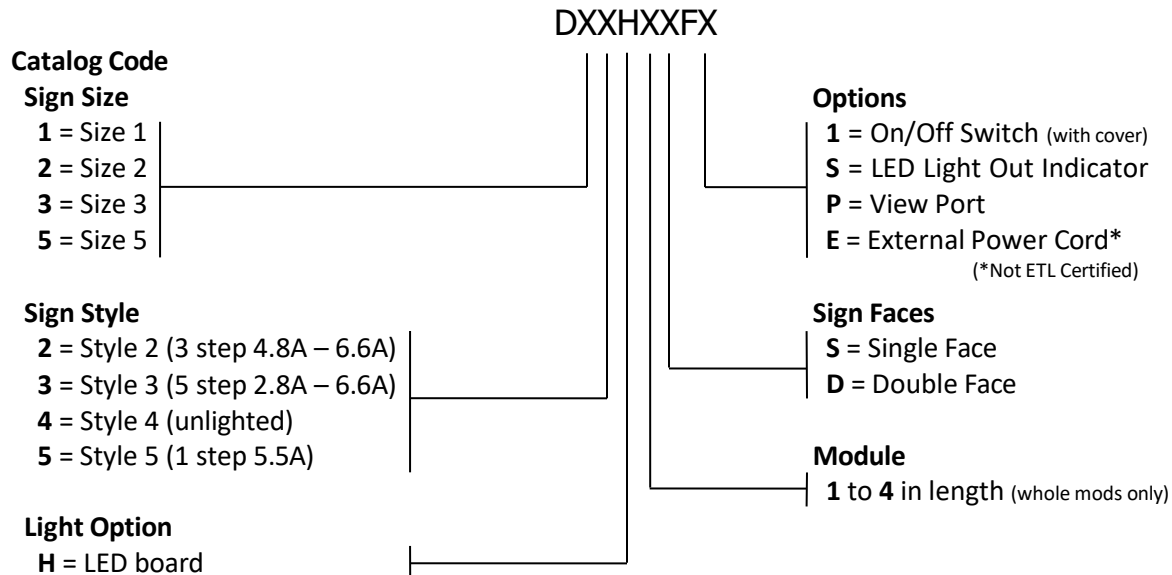 DXXHXXFX
Catalog Code
Sign Size
1 = Size 1
2 = Size 2
3 = Size 3
5 = Size 5
Sign Style
2 = Style 2 (3 step 4.8A – 6.6A)
3 = Style 3 (5 step 2.8A – 6.6A)
4 = Style 4 (unlighted)
5 = Style 5 (1 step 5.5A)
Light Option
H = LED board
Options
1 = On/Off Switch (with cover)
S = LED Light Out Indicator
P = View Port
E = External Power Cord*
(*Not ETL Certified)
Sign Faces
S = Single Face
D = Double Face
Module
1 to 4 in length (whole mods only)